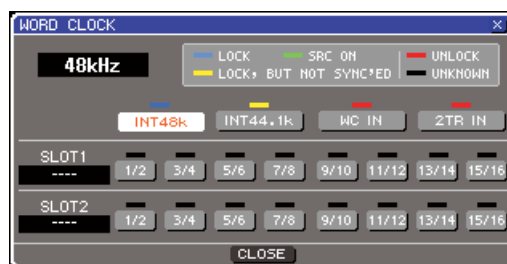 WORD CLOCK ×
48kHz
LOCK SRC ON UNLOCK
LOCK, BUT NOT SYNC'ED UNKNOWN
INT48k INT44.1k WC IN 2TR IN
SLOT1
---- 1/2 3/4 5/6 7/8 9/10 11/12 13/14 15/16
SLOT2
---- 1/2 3/4 5/6 7/8 9/10 11/12 13/14 15/16
CLOSE